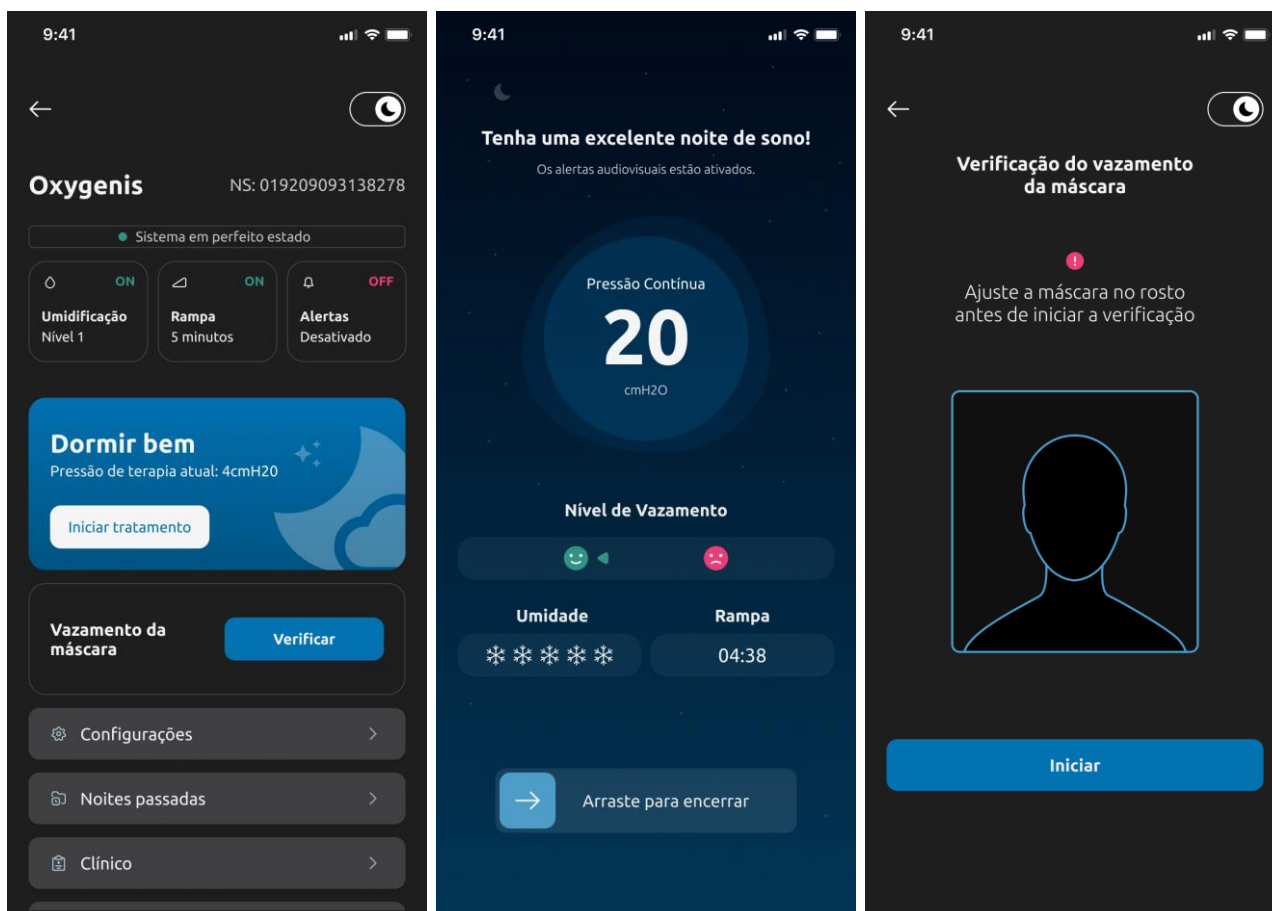 9:41
Oxygenis
NS: 019209093138278
Sistema em perfeito estado
ON
ON
OFF
Umidificação
Rampa
Alertas
Nível 1
5 minutos
Desativado
Dormir bem
Pressão de terapia atual: 4cmH20
Iniciar tratamento
Vazamento da
máscara
Verificar
Configurações
Noites passadas
Clínico
9:41
Tenha uma excelente noite de sono!
Os alertas audiovisuais estão ativados.
Pressão Contínua
20
cmH2O
Nível de Vazamento
Umidade
Rampa
04:38
Arraste para encerrar
9:41
Verificação do vazamento
da máscara
Ajuste a máscara no rosto
antes de iniciar a verificação
Iniciar